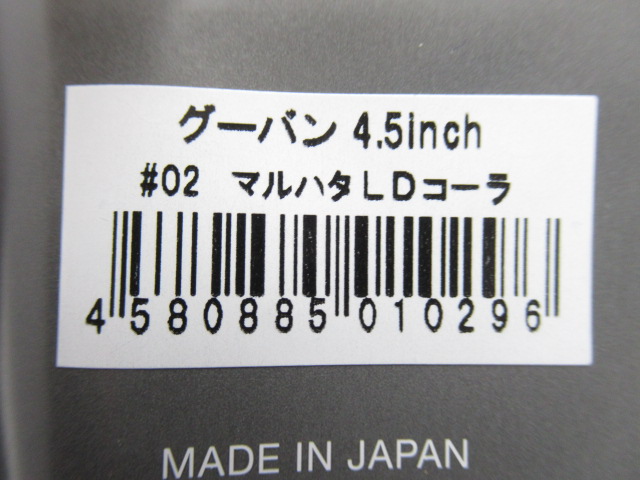 グーバン 4.5inch
#02 マルハタLDコーラ
4580885010296
MADE IN JAPAN